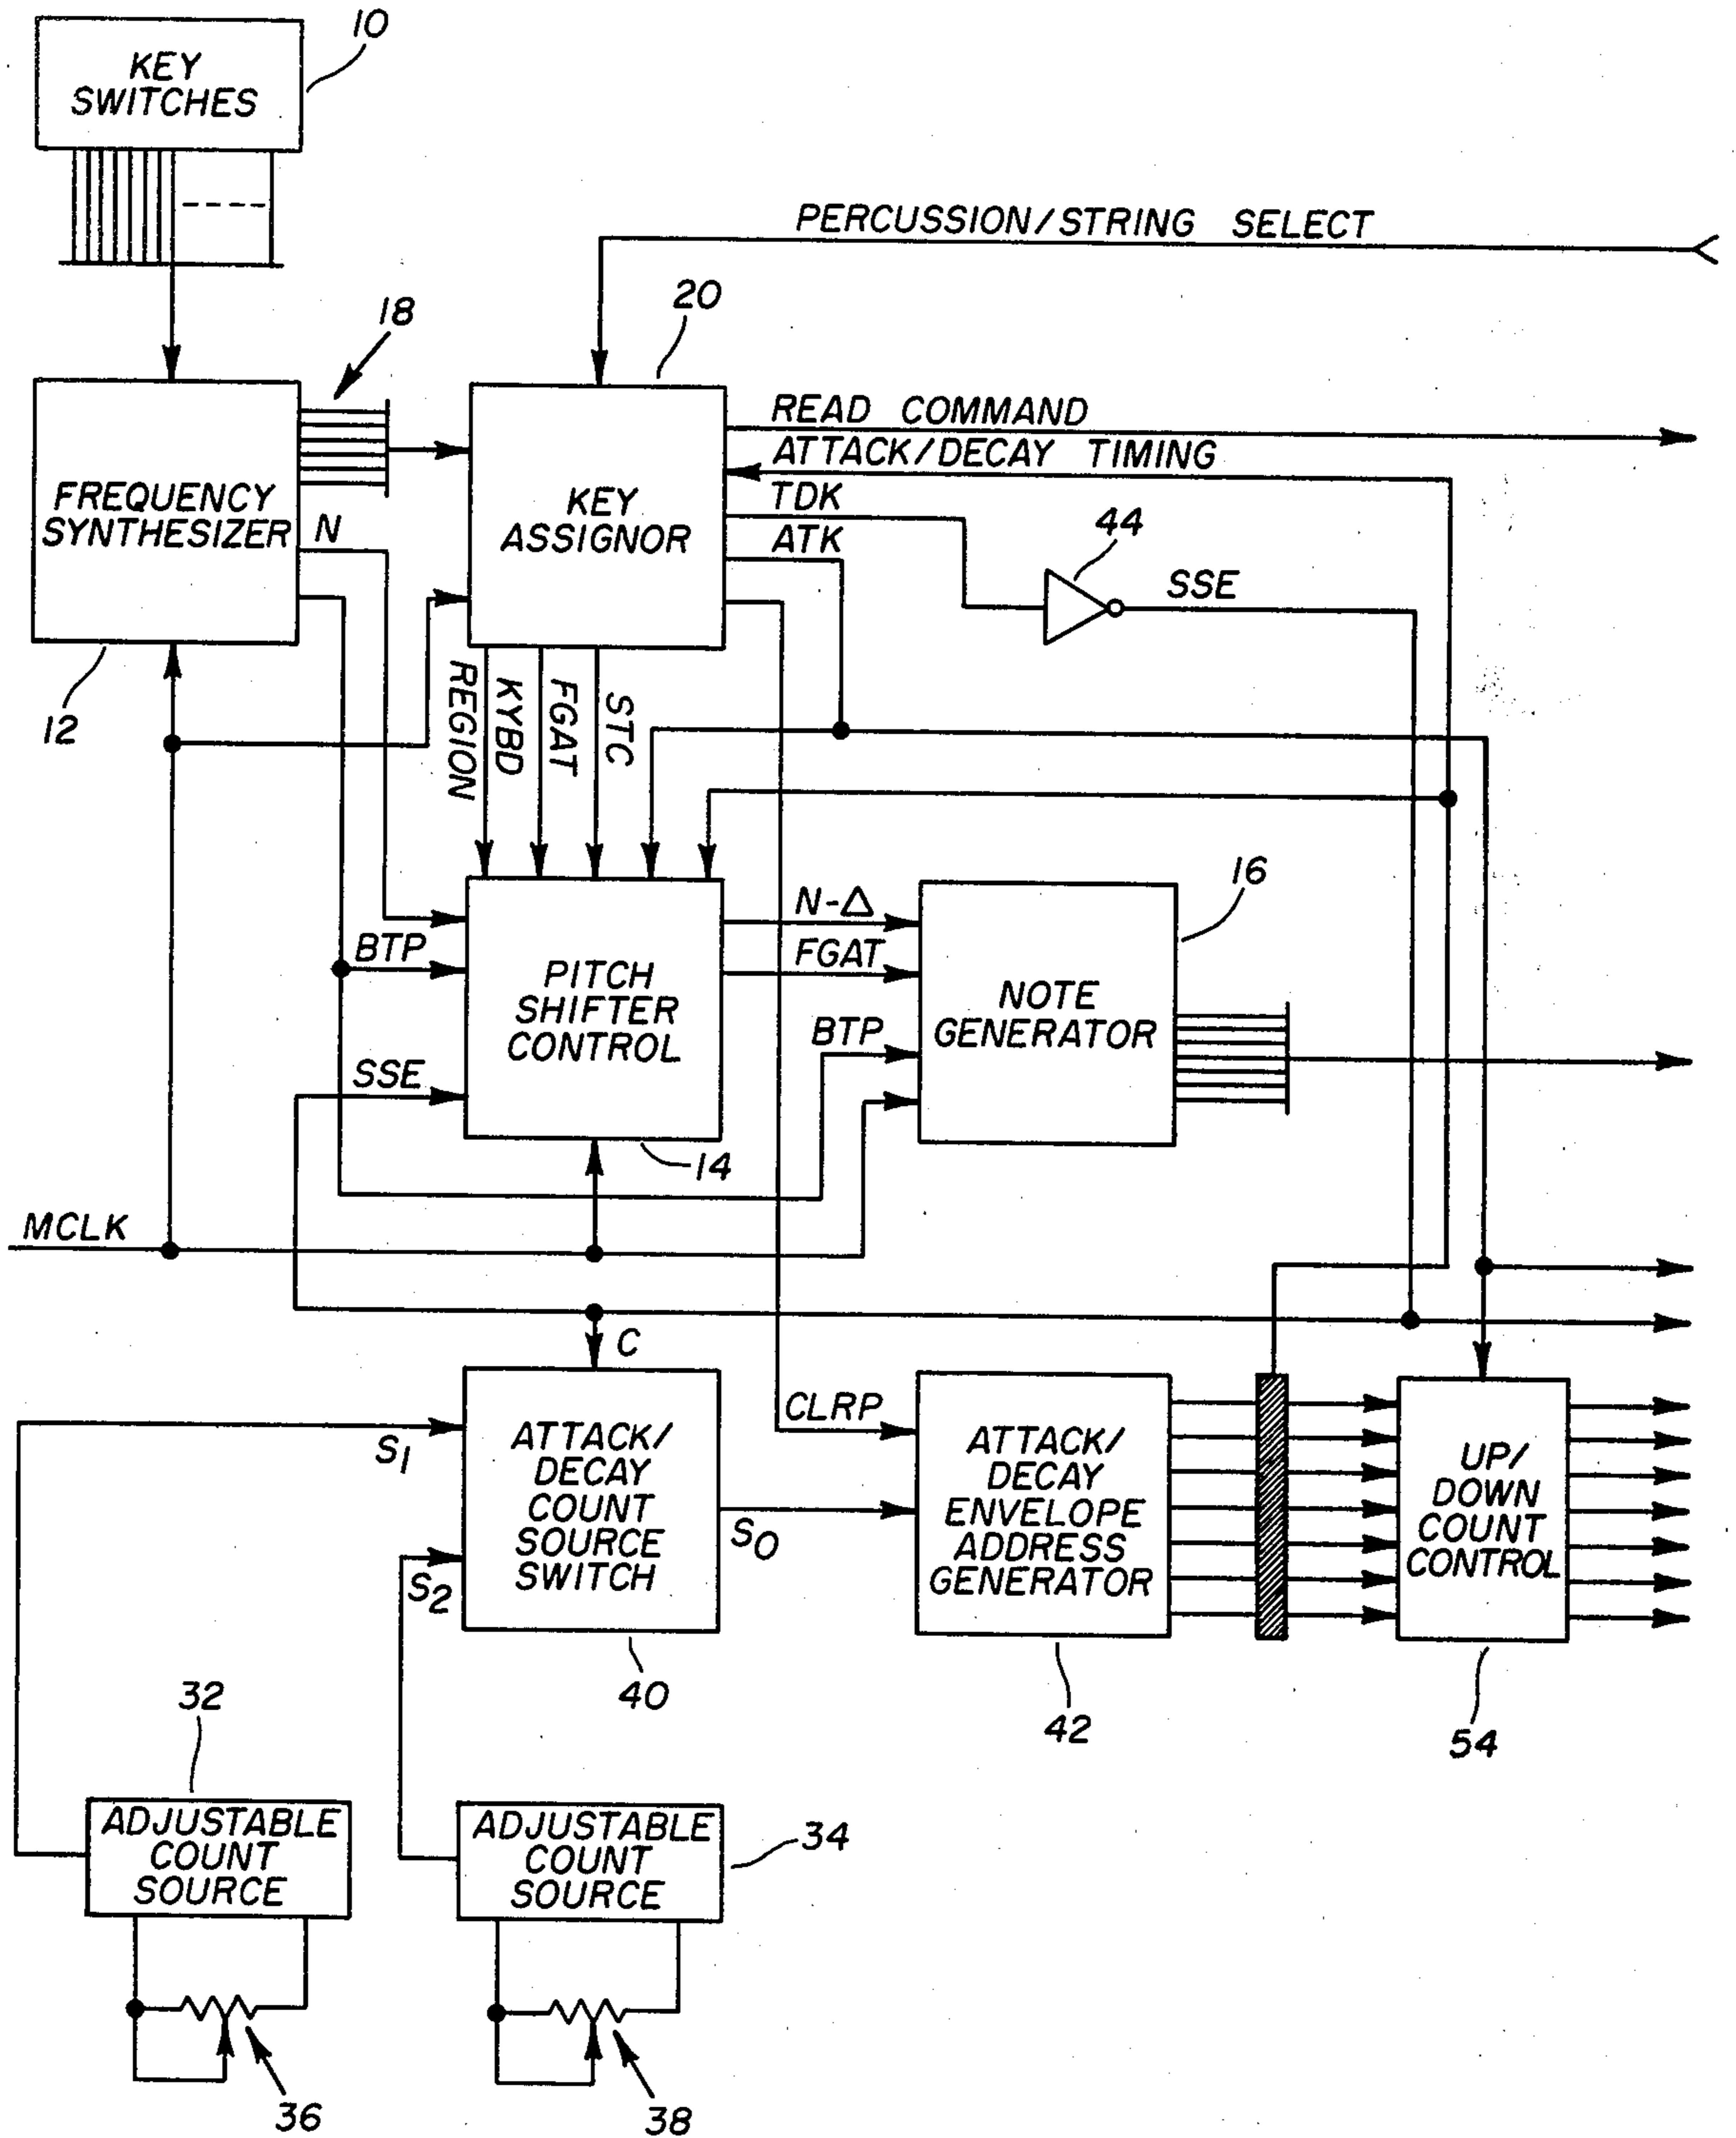 10
KEY
SWITCHES
PERCUSSION/STRING SELECT
18
20
READ COMMAND
ATTACK/DECAY TIMING
TDK
ATK
FREQUENCY
SYNTHESIZER
N
KEY
ASSIGNOR
44
SSE
12
REGION
KYBD
FGAT
STC
16
N-Δ
FGAT
BTP
PITCH
SHIFTER
CONTROL
NOTE
GENERATOR
BTP
SSE
14
MCLK
C
CLRP
S1
ATTACK/
DECAY
COUNT
SOURCE
SWITCH
S2
SO
ATTACK/
DECAY
ENVELOPE
ADDRESS
GENERATOR
UP/
DOWN
COUNT
CONTROL
40
42
54
32
ADJUSTABLE
COUNT
SOURCE
ADJUSTABLE
COUNT
SOURCE
34
36
38